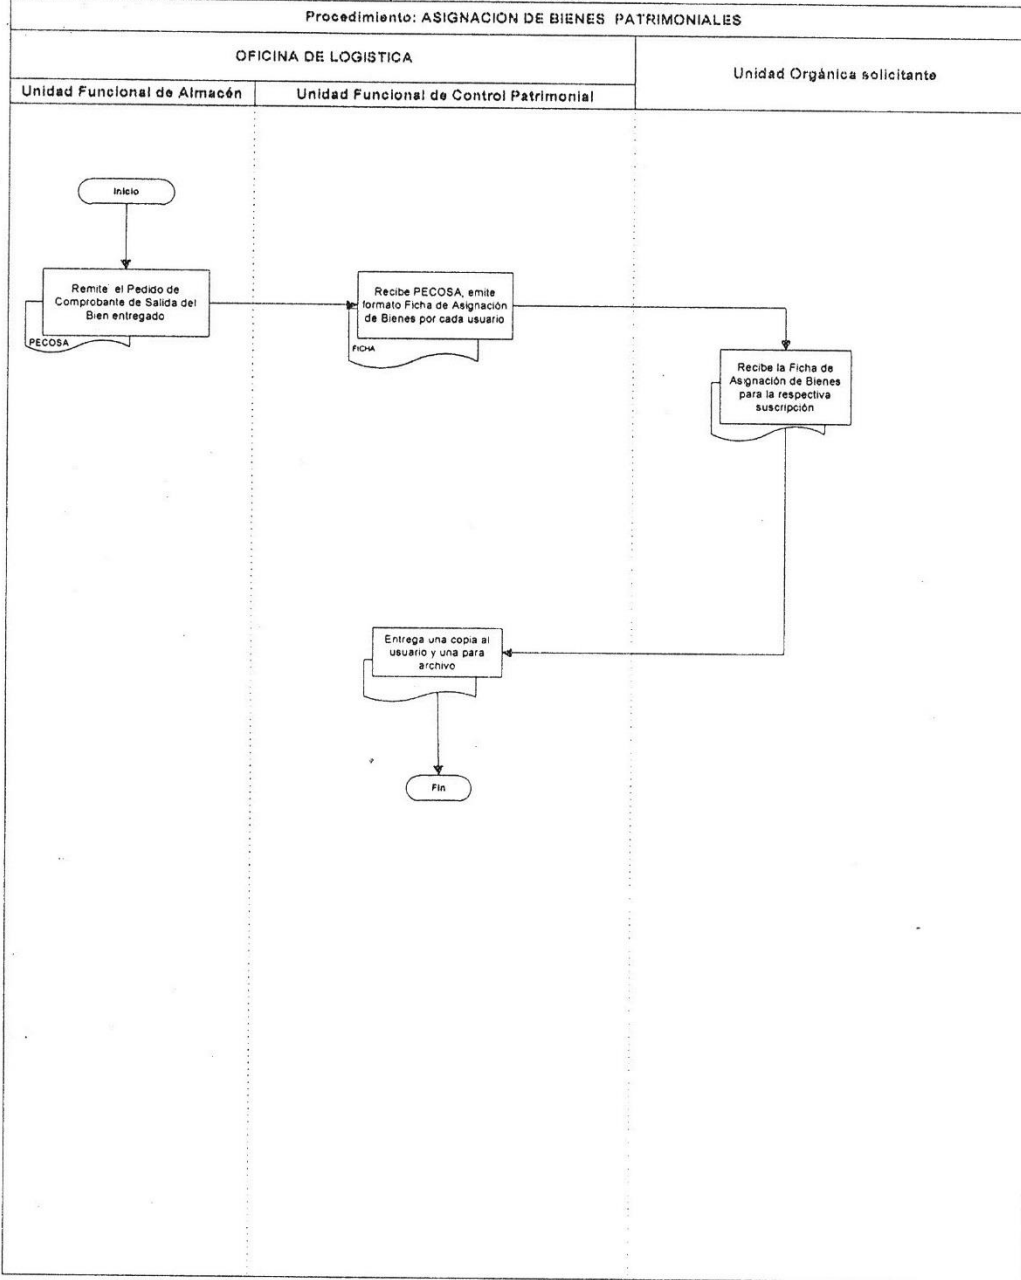 Procedimiento: ASIGNACION DE BIENES PATRIMONIALES
OFICINA DE LOGISTICA
Unidad Orgánica solicitante
Unidad Funcional de Almacén
Unidad Funcional de Control Patrimonial
Inicio
Remite el Pedido de
Comprobante de Salida del
Bien entregado
PECOSA
Recibe PECOSA, emite
formato Ficha de Asignación
de Bienes por cada usuario
FICHA
Recibe la Ficha de
Asignación de Bienes
para la respectiva
suscripción
Entrega una copia al
usuario y una para
archivo
Fin